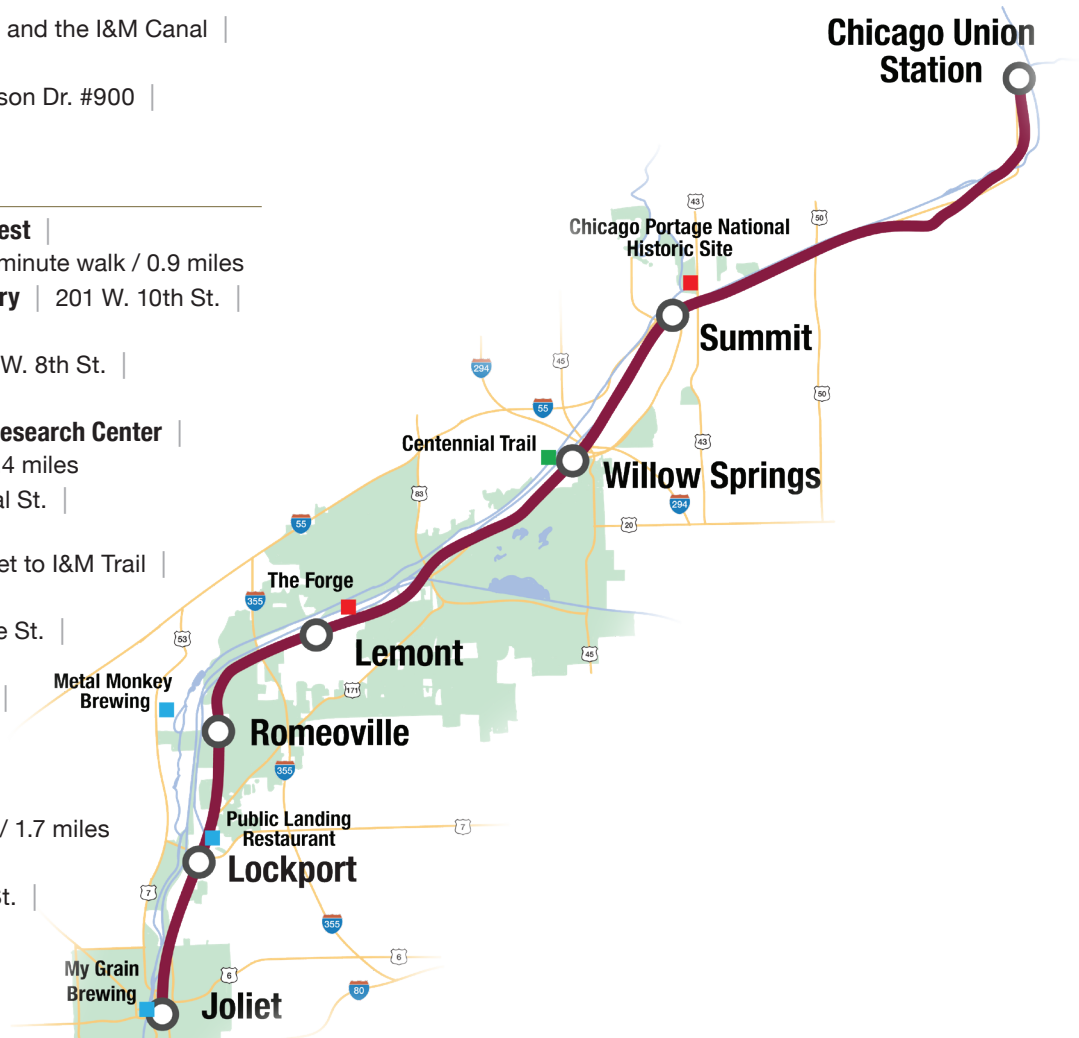 and the I&M Canal |
son Dr. #900 |
est |
minute walk / 0.9 miles
ry | 201 W. 10th St. |
W. 8th St. |
esearch Center |
4 miles
al St. |
et to I&M Trail |
e St. |
|
/ 1.7 miles
St. |
Chicago Union
Station
43
50
Chicago Portage National
Historic Site
Summit
294
45
55
50
Centennial Trail
43
Willow Springs
83
294
55
20
The Forge
355
53
Lemont
45
Metal Monkey
Brewing
171
Romeoville
355
Public Landing
Restaurant
7
Lockport
7
355
My Grain
Brewing
6
6
80
Joliet